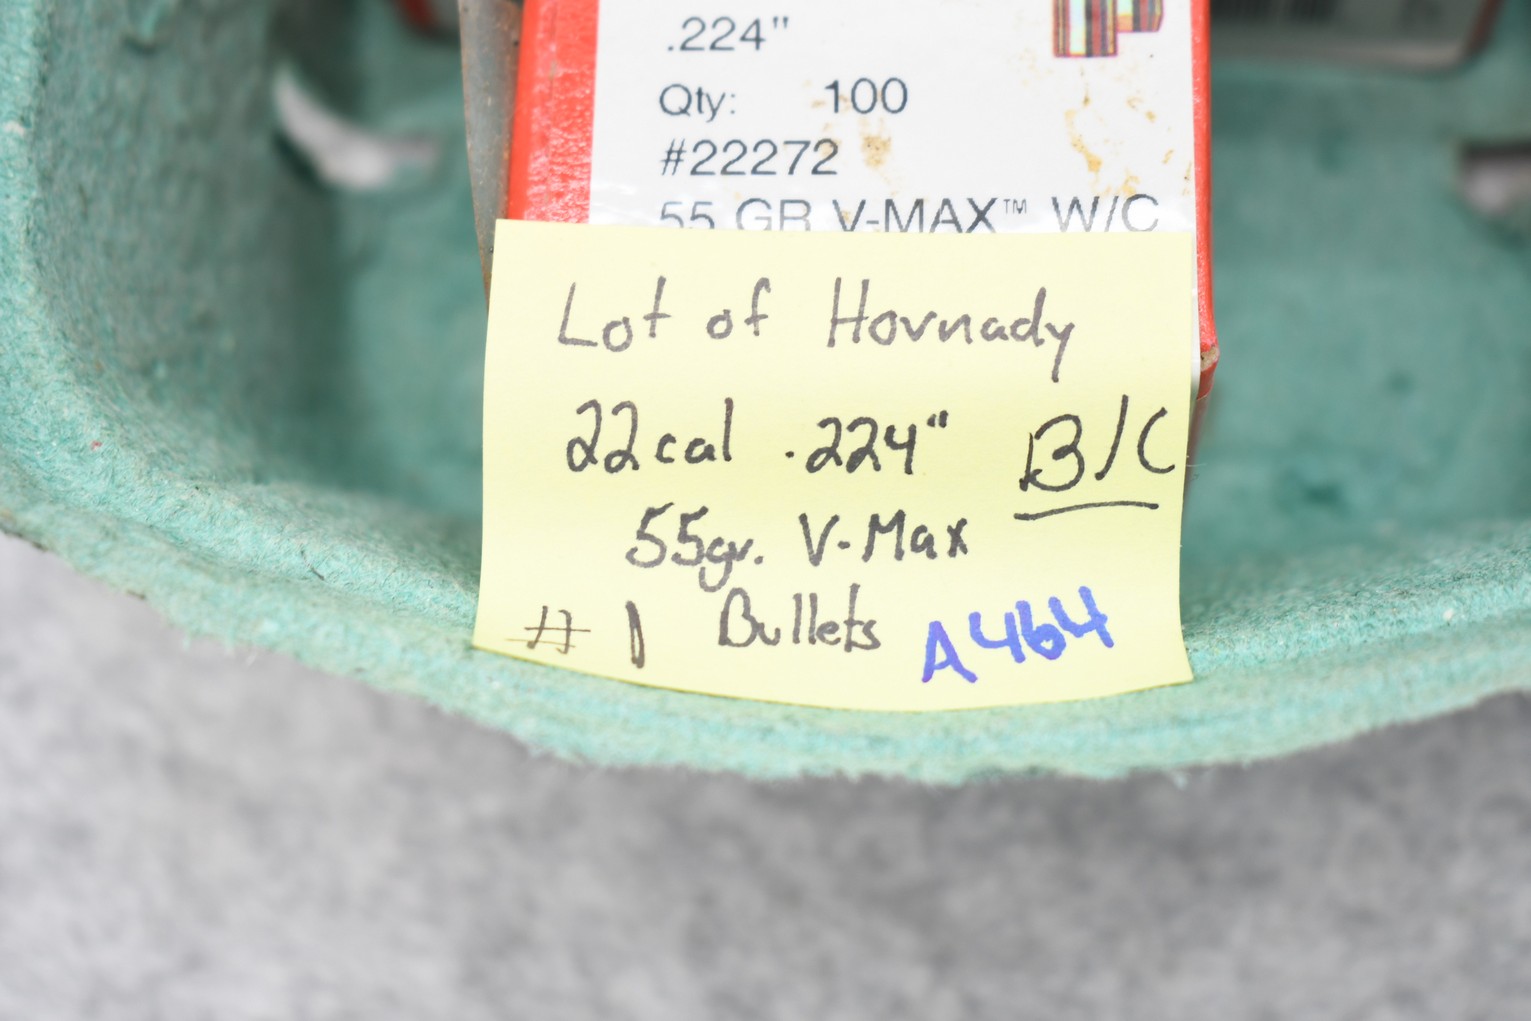 .224"
Qty: 100
#22272
55 GR V-MAX™ W/C
Lot of Hornady
22cal .224" B/C
55gr. V-Max
# 1 Bullets A464